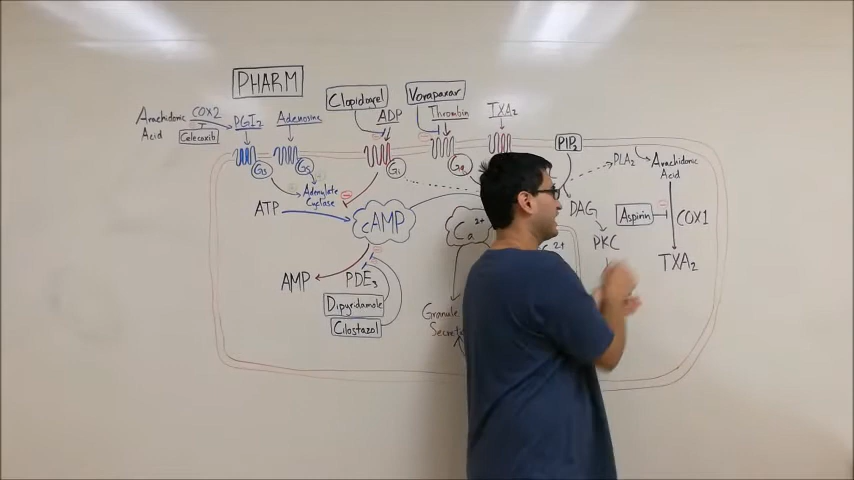 PHARM
Arachidonic
Acid
COX2
Celecoxib
PGI2
Adenosine
Clopidogrel
ADP
Vorapaxar
Thrombin
TXA2
PIP2
PLA2
Arachidonic
Acid
Gs
Gs
Gi
Gq
Adenylate
Cyclase
ATP
cAMP
Ca2+
DAG
Aspirin
COX1
PKC
TXA2
AMP
PDE3
Dipyridamole
Cilostazol
Granule